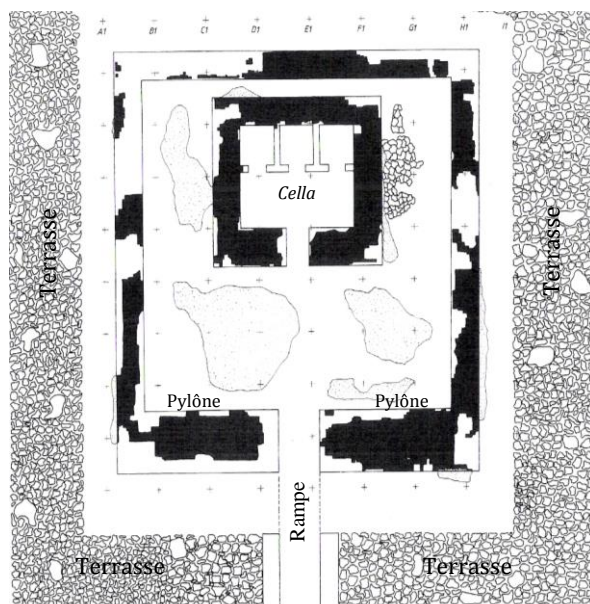 A1 B1 C1 D1 E1 F1 G1 H1 I1
Terrasse
Terrasse
Cella
Pylône Pylône
Rampe
Terrasse Terrasse